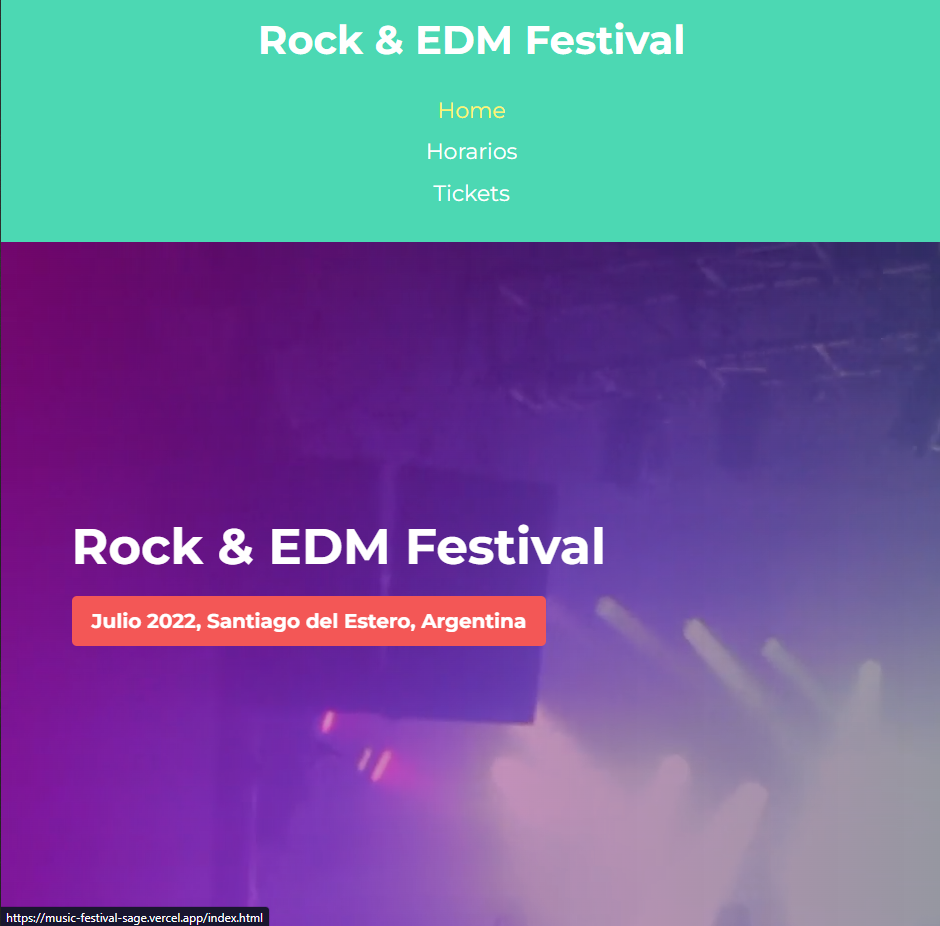 Rock & EDM Festival
Home
Horarios
Tickets
Rock & EDM Festival
Julio 2022, Santiago del Estero, Argentina
https://music-festival-sage.vercel.app/index.html